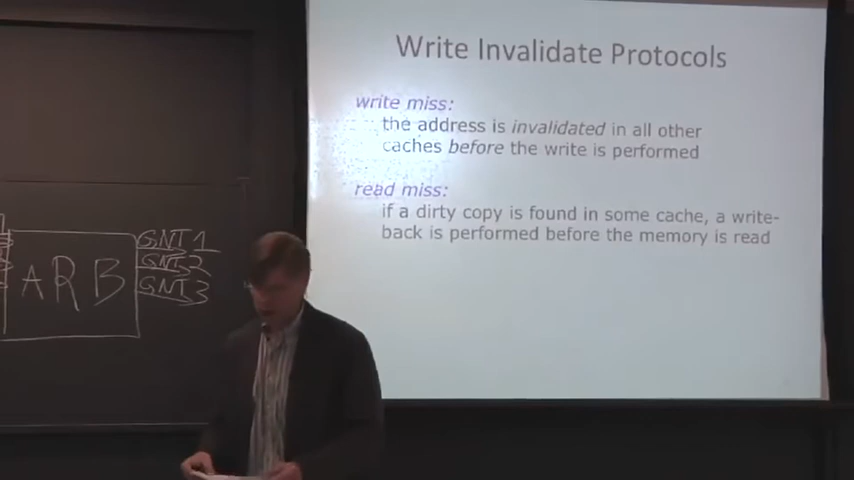 Write Invalidate Protocols
write miss:
the address is invalidated in all other
caches before the write is performed
read miss:
if a dirty copy is found in some cache, a write-
back is performed before the memory is read
ARB
GNT1
GNT2
GNT3